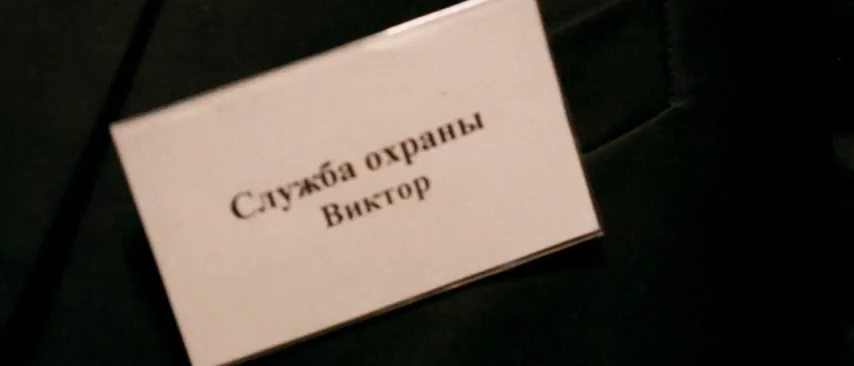 Служба охраны
Виктор